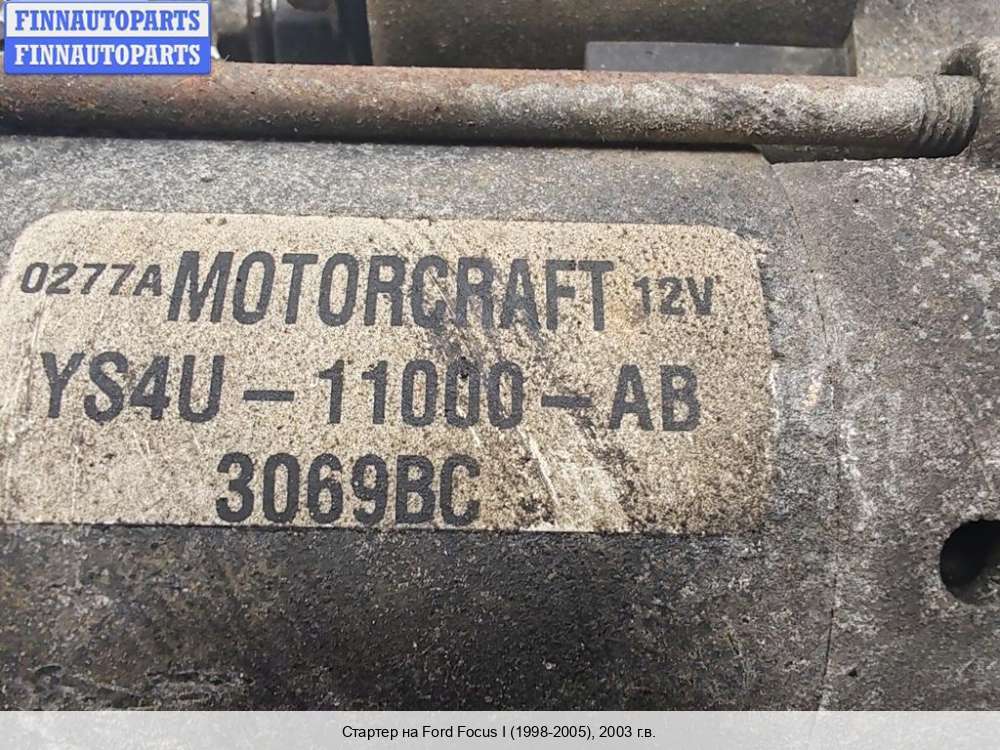 FINNAUTOPARTS
FINNAUTOPARTS
0277A MOTORCRAFT 12V
YS4U-11000-AB
3069BC
Стартер на Ford Focus I (1998-2005), 2003 г.в.